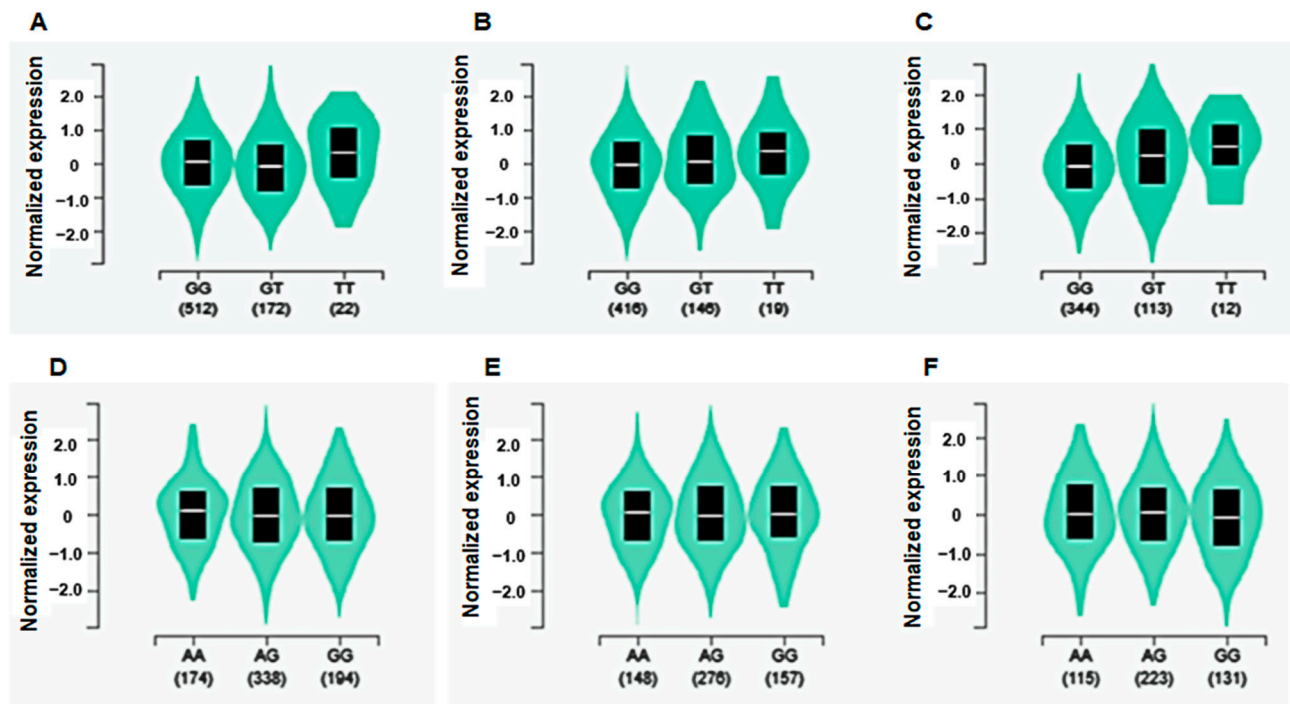 A
Normalized expression
2.0
1.0
0
−1.0
−2.0
GG GT TT
(512) (172) (22)
B
Normalized expression
2.0
1.0
0
−1.0
−2.0
GG GT TT
(416) (146) (19)
C
Normalized expression
2.0
1.0
0
−1.0
−2.0
GG GT TT
(344) (113) (12)
D
Normalized expression
2.0
1.0
0
−1.0
−2.0
AA AG GG
(174) (338) (194)
E
Normalized expression
2.0
1.0
0
−1.0
−2.0
AA AG GG
(148) (276) (157)
F
Normalized expression
2.0
1.0
0
−1.0
−2.0
AA AG GG
(115) (223) (131)